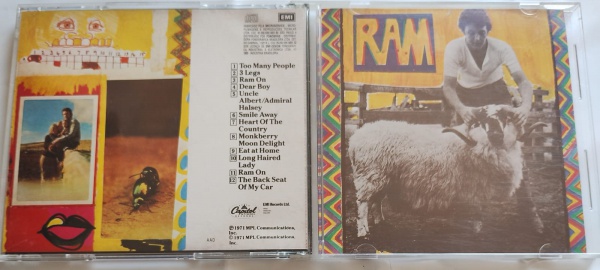 EMI
1 Too Many People
2 3 Legs
3 Ram On
4 Dear Boy
5 Uncle
Albert/Admiral
Halsey
6 Smile Away
7 Heart Of The
Country
8 Monkberry
Moon Delight
9 Eat at Home
10 Long Haired
Lady
11 Ram On
12 The Back Seat
Of My Car
Capitol
EMI Records Ltd.
℗ 1971 MPL Communications,
Inc.
© 1971 MPL Communications,
Inc.
AAD
RAM